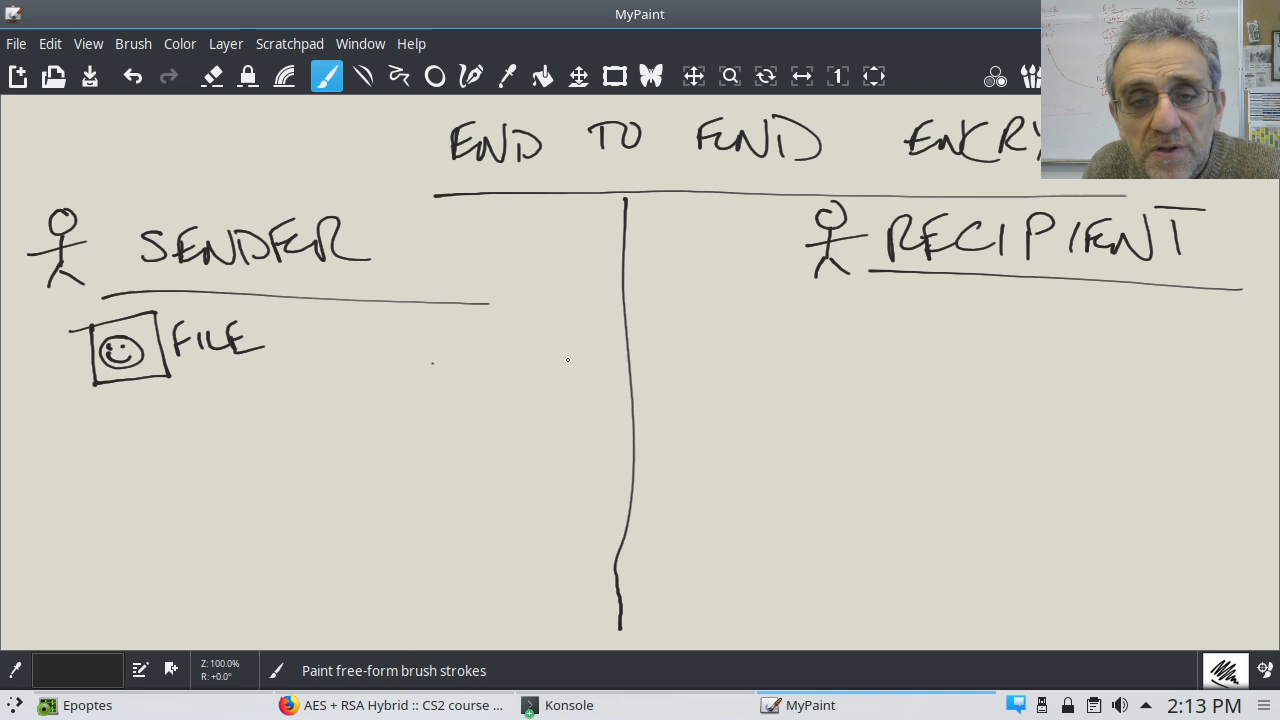 MyPaint
File Edit View Brush Color Layer Scratchpad Window Help
END TO END ENCRY
SENDER
RECIPIENT
FILE
Z: 100.0%
R: +0.0°
Paint free-form brush strokes
Epoptes
AES + RSA Hybrid :: CS2 course ...
Konsole
MyPaint
2:13 PM